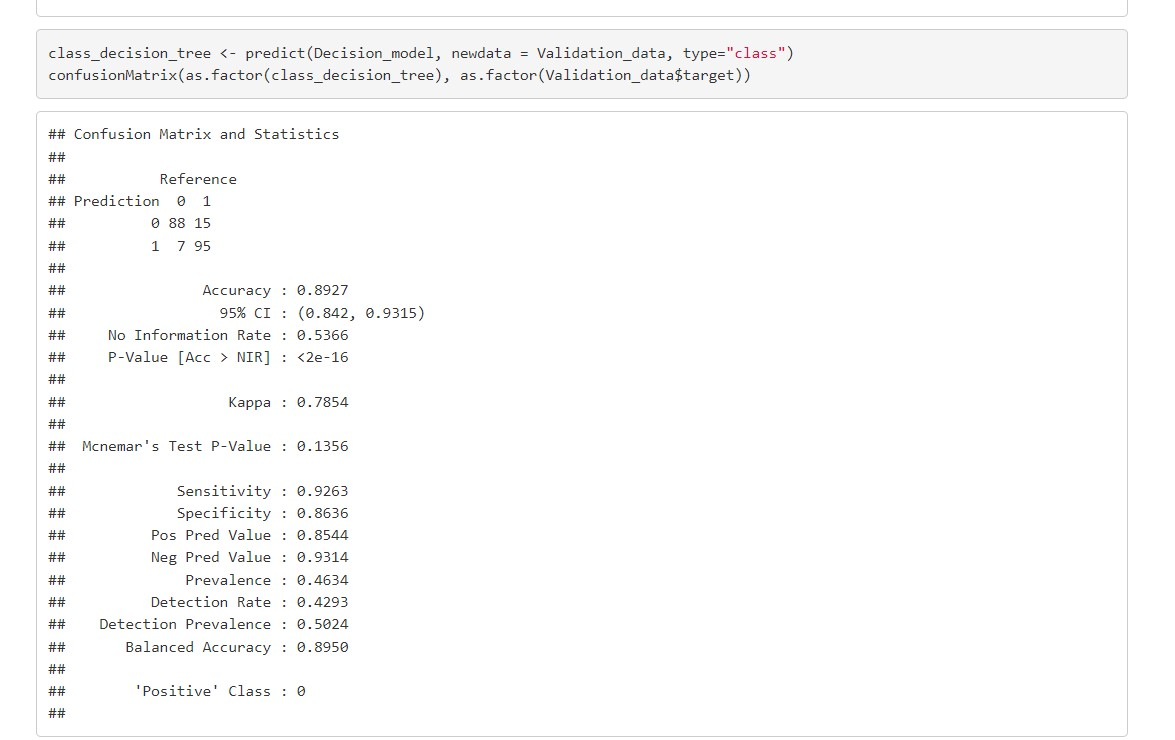 class_decision_tree <- predict(Decision_model, newdata = Validation_data, type="class")
confusionMatrix(as.factor(class_decision_tree), as.factor(Validation_data$target))
## Confusion Matrix and Statistics
##
##           Reference
## Prediction  0  1
##          0 88 15
##          1  7 95
##
##                Accuracy : 0.8927
##                  95% CI : (0.842, 0.9315)
##     No Information Rate : 0.5366
##     P-Value [Acc > NIR] : <2e-16
##
##                   Kappa : 0.7854
##
##  Mcnemar's Test P-Value : 0.1356
##
##             Sensitivity : 0.9263
##             Specificity : 0.8636
##          Pos Pred Value : 0.8544
##          Neg Pred Value : 0.9314
##              Prevalence : 0.4634
##          Detection Rate : 0.4293
##    Detection Prevalence : 0.5024
##       Balanced Accuracy : 0.8950
##
##        'Positive' Class : 0
##